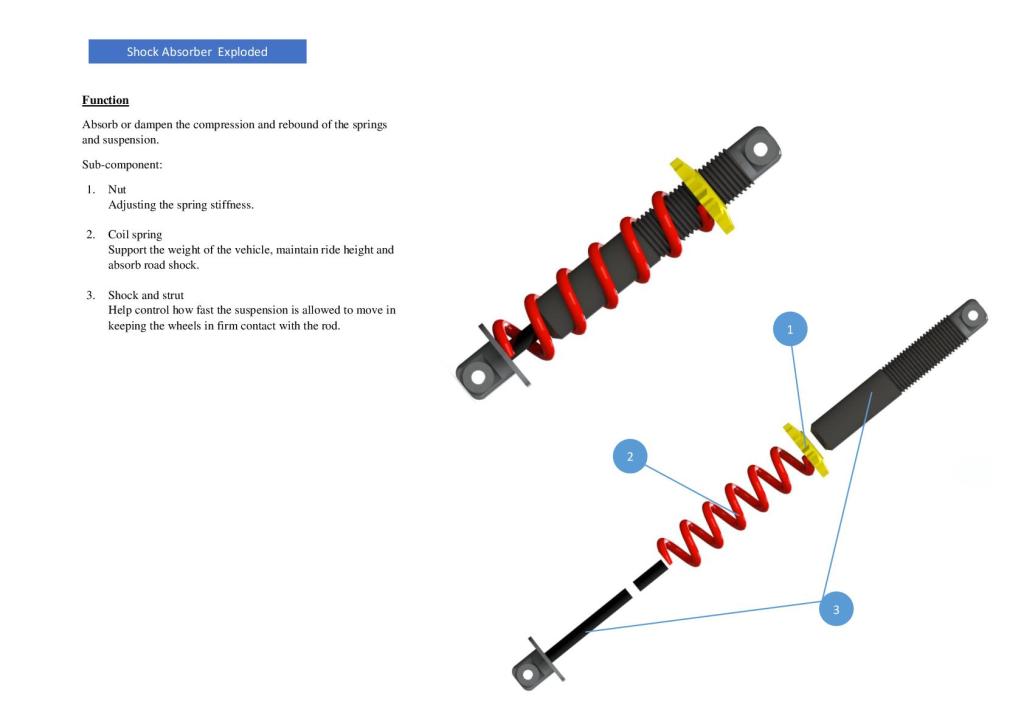 Shock Absorber Exploded
Function
Absorb or dampen the compression and rebound of the springs
and suspension.
Sub-component:
1. Nut
Adjusting the spring stiffness.
2. Coil spring
Support the weight of the vehicle, maintain ride height and
absorb road shock.
3. Shock and strut
Help control how fast the suspension is allowed to move in
keeping the wheels in firm contact with the rod.
1
2
3